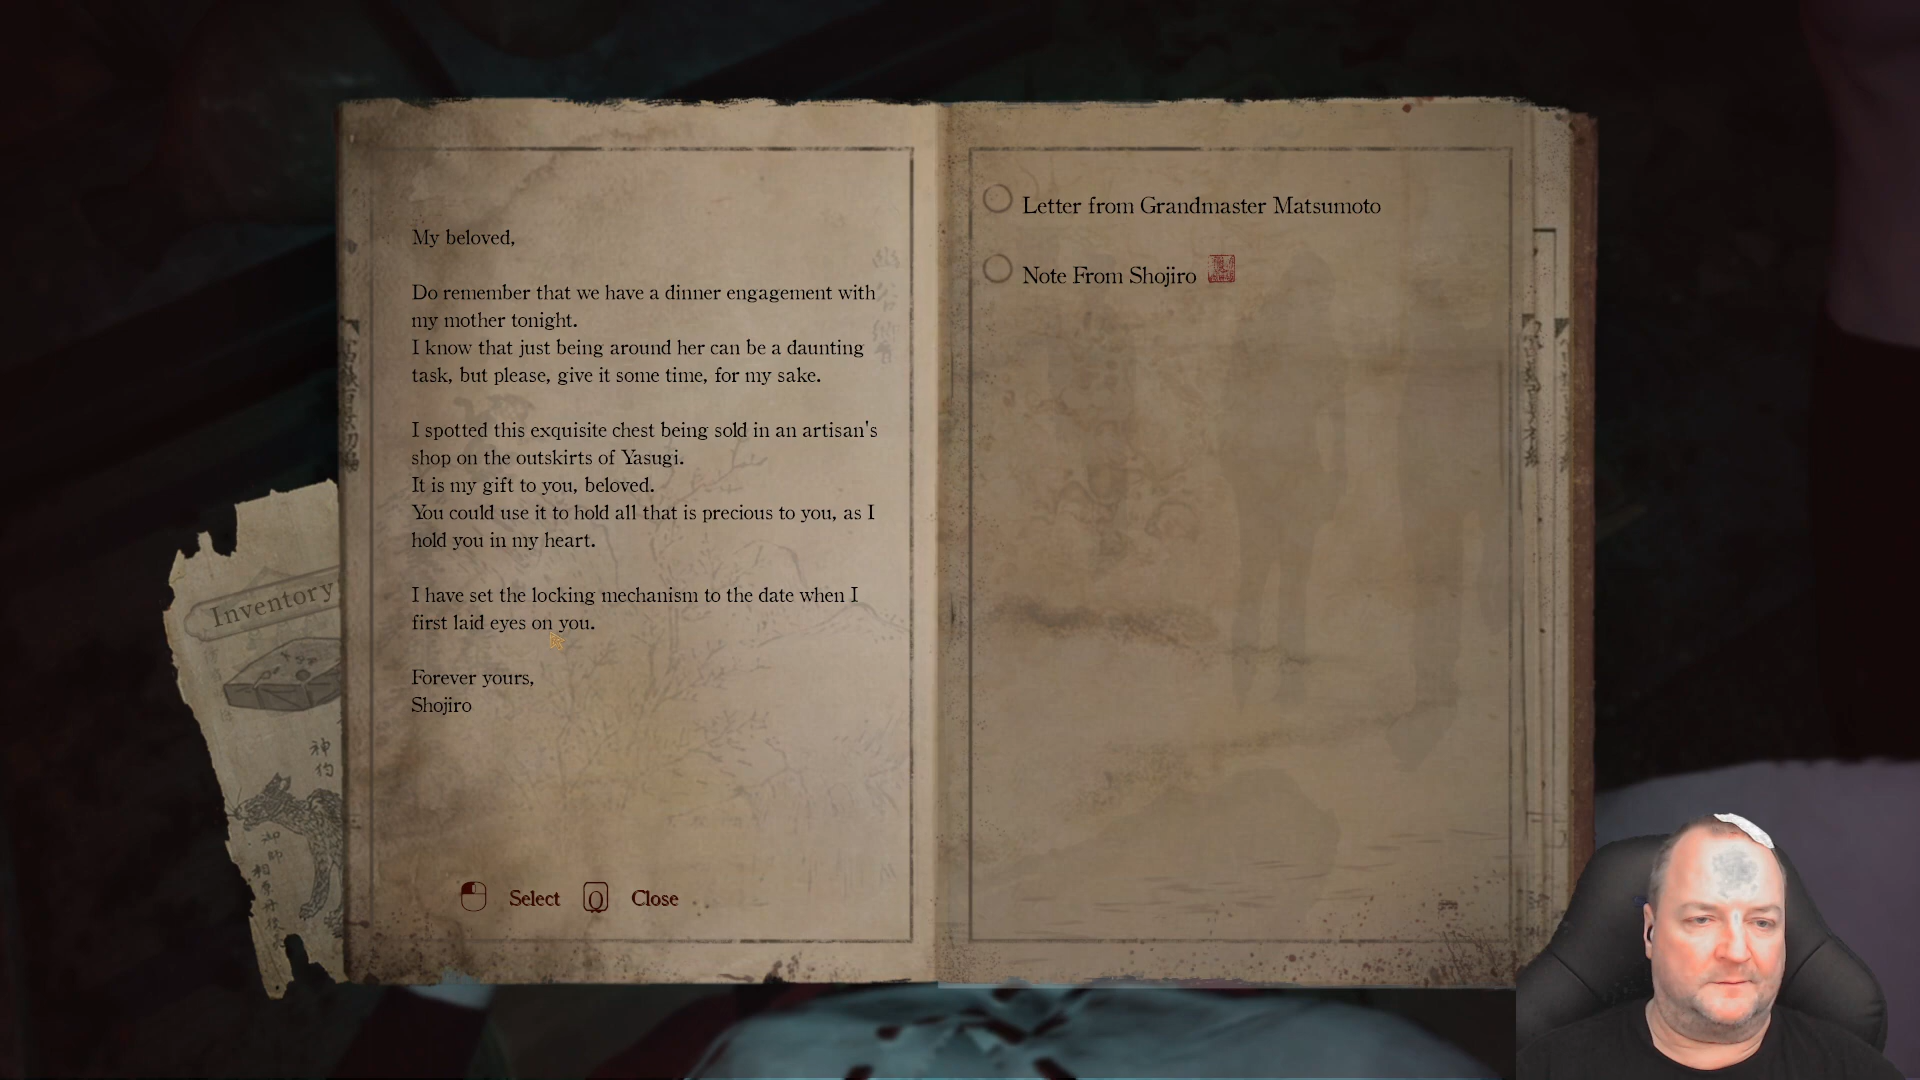 My beloved,
Do remember that we have a dinner engagement with
my mother tonight.
I know that just being around her can be a daunting
task, but please, give it some time, for my sake.
I spotted this exquisite chest being sold in an artisan's
shop on the outskirts of Yasugi.
It is my gift to you, beloved.
You could use it to hold all that is precious to you, as I
hold you in my heart.
I have set the locking mechanism to the date when I
first laid eyes on you.
Forever yours,
Shojiro
Select Q Close
Letter from Grandmaster Matsumoto
Note From Shojiro
Inventory